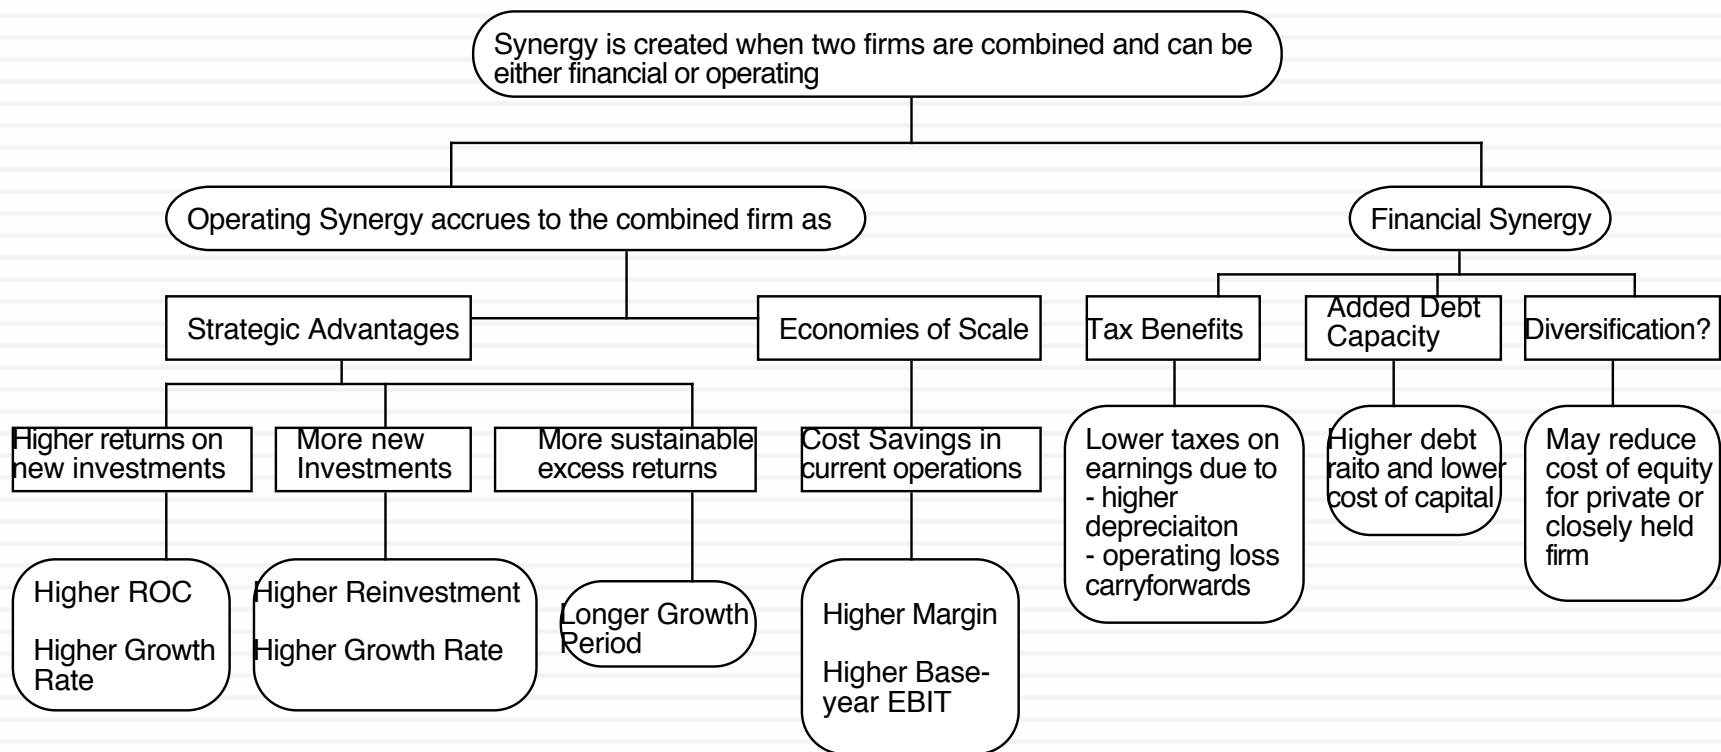 Synergy is created when two firms are combined and can be
either financial or operating
Operating Synergy accrues to the combined firm as
Financial Synergy
Strategic Advantages
Economies of Scale
Tax Benefits
Added Debt
Capacity
Diversification?
Higher returns on
new investments
More new
Investments
More sustainable
excess returns
Cost Savings in
current operations
Lower taxes on
earnings due to
- higher
depreciaiton
- operating loss
carryforwards
Higher debt
raito and lower
cost of capital
May reduce
cost of equity
for private or
closely held
firm
Higher ROC
Higher Growth
Rate
Higher Reinvestment
Higher Growth Rate
Longer Growth
Period
Higher Margin
Higher Base-
year EBIT